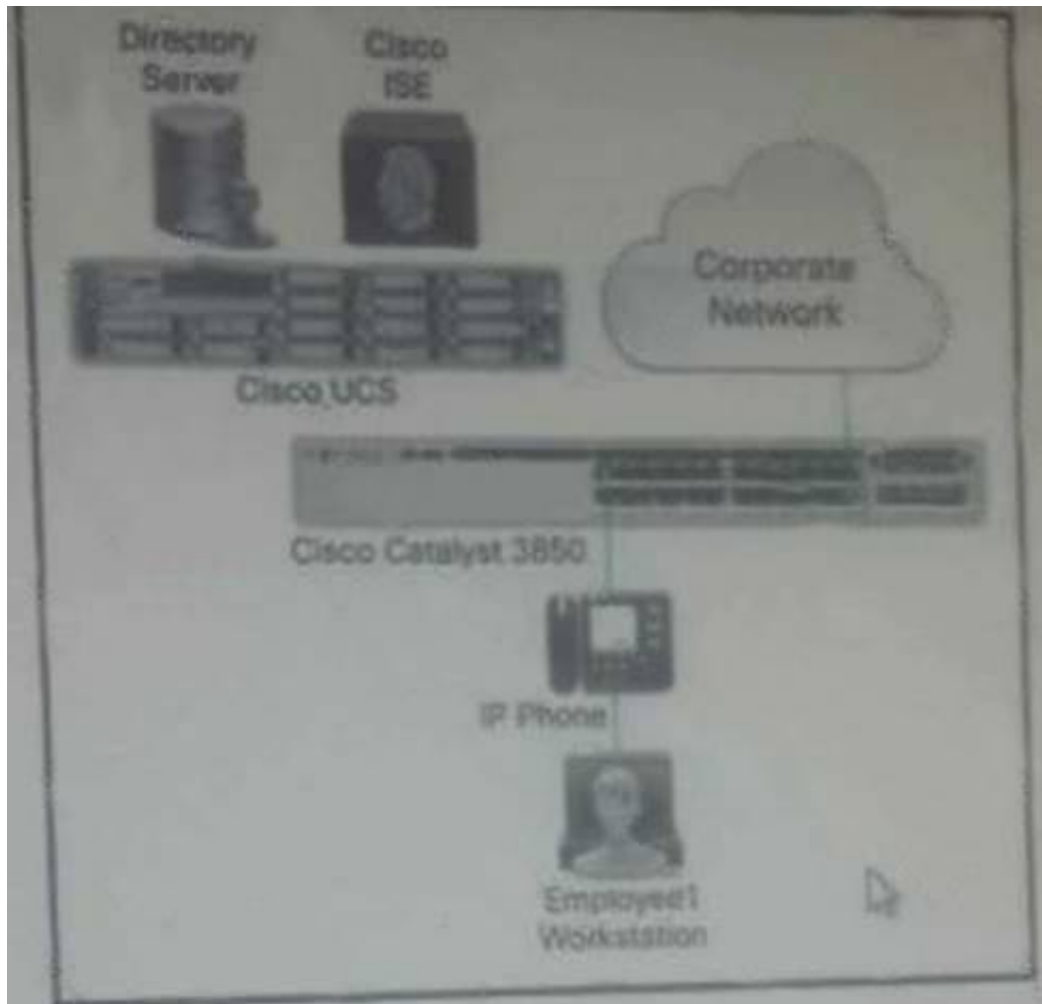 Directory
Server
Cisco
ISE
Corporate
Network
Cisco UCS
Cisco Catalyst 3850
IP Phone
Employee1
Workstation